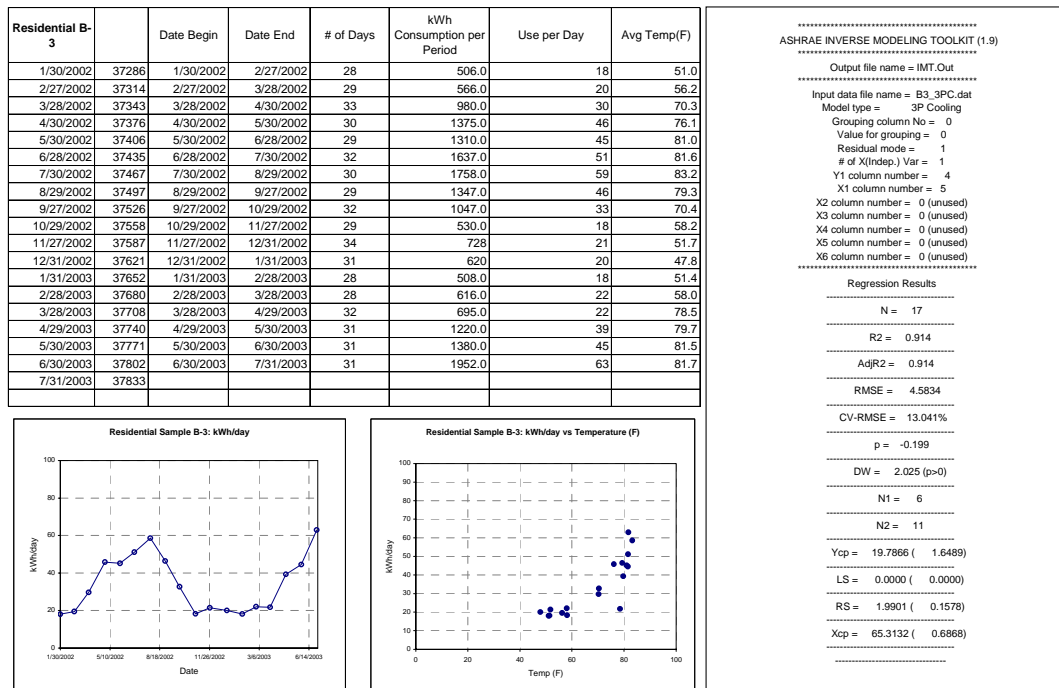 Residential B-3 Date Begin Date End # of Days kWh Consumption per Period Use per Day Avg Temp(F)
1/30/2002 37286 1/30/2002 2/27/2002 28 506.0 18 51.0
2/27/2002 37314 2/27/2002 3/28/2002 29 566.0 20 56.2
3/28/2002 37343 3/28/2002 4/30/2002 33 980.0 30 70.3
4/30/2002 37376 4/30/2002 5/30/2002 30 1375.0 46 76.1
5/30/2002 37406 5/30/2002 6/28/2002 29 1310.0 45 81.0
6/28/2002 37435 6/28/2002 7/30/2002 32 1637.0 51 81.6
7/30/2002 37467 7/30/2002 8/29/2002 30 1758.0 59 83.2
8/29/2002 37497 8/29/2002 9/27/2002 29 1347.0 46 79.3
9/27/2002 37526 9/27/2002 10/29/2002 32 1047.0 33 70.4
10/29/2002 37558 10/29/2002 11/27/2002 29 530.0 18 58.2
11/27/2002 37587 11/27/2002 12/31/2002 34 728 21 51.7
12/31/2002 37621 12/31/2002 1/31/2003 31 620 20 47.8
1/31/2003 37652 1/31/2003 2/28/2003 28 508.0 18 51.4
2/28/2003 37680 2/28/2003 3/28/2003 28 616.0 22 58.0
3/28/2003 37708 3/28/2003 4/29/2003 32 695.0 22 78.5
4/29/2003 37740 4/29/2003 5/30/2003 31 1220.0 39 79.7
5/30/2003 37771 5/30/2003 6/30/2003 31 1380.0 45 81.5
6/30/2003 37802 6/30/2003 7/31/2003 31 1952.0 63 81.7
7/31/2003 37833
Residential Sample B-3: kWh/day
100
80
60
40
20
0
kWh/day
1/30/2002 5/10/2002 8/18/2002 11/26/2002 3/6/2003 6/14/2003
Date
Residential Sample B-3: kWh/day vs Temperature (F)
100
90
80
70
60
50
40
30
20
10
0
kWh/day
0 20 40 60 80 100
Temp (F)
********************************************
ASHRAE INVERSE MODELING TOOLKIT (1.9)
********************************************
Output file name = IMT.Out
********************************************
Input data file name = B3_3PC.dat
Model type = 3P Cooling
Grouping column No = 0
Value for grouping = 0
Residual mode = 1
# of X(Indep.) Var = 1
Y1 column number = 4
X1 column number = 5
X2 column number = 0 (unused)
X3 column number = 0 (unused)
X4 column number = 0 (unused)
X5 column number = 0 (unused)
X6 column number = 0 (unused)
********************************************
Regression Results
--------------------------------------
N = 17
--------------------------------------
R2 = 0.914
--------------------------------------
AdjR2 = 0.914
--------------------------------------
RMSE = 4.5834
--------------------------------------
CV-RMSE = 13.041%
--------------------------------------
p = -0.199
--------------------------------------
DW = 2.025 (p>0)
--------------------------------------
N1 = 6
--------------------------------------
N2 = 11
--------------------------------------
Ycp = 19.7866 ( 1.6489)
--------------------------------------
LS = 0.0000 ( 0.0000)
--------------------------------------
RS = 1.9901 ( 0.1578)
--------------------------------------
Xcp = 65.3132 ( 0.6868)
--------------------------------------
---------------------------------